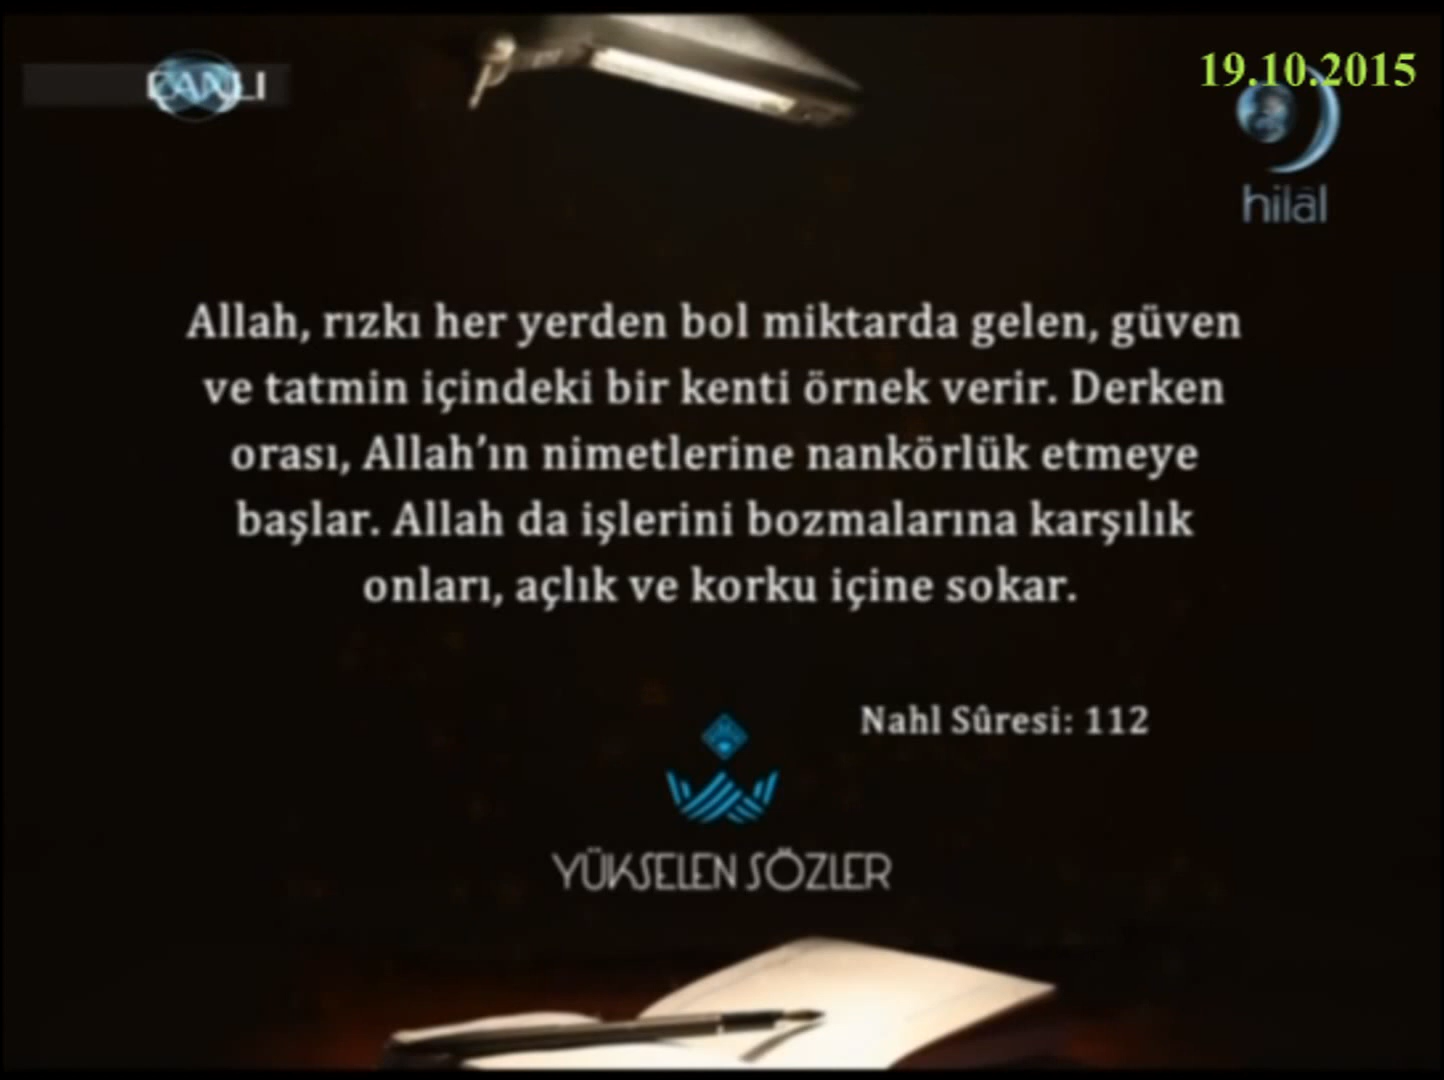 CANLI
19.10.2015
hilâl
Allah, rızkı her yerden bol miktarda gelen, güven
ve tatmin içindeki bir kenti örnek verir. Derken
orası, Allah’ın nimetlerine nankörlük etmeye
başlar. Allah da işlerini bozmalarına karşılık
onları, açlık ve korku içine sokar.
Nahl Sûresi: 112
YÜKSELEN SÖZLER